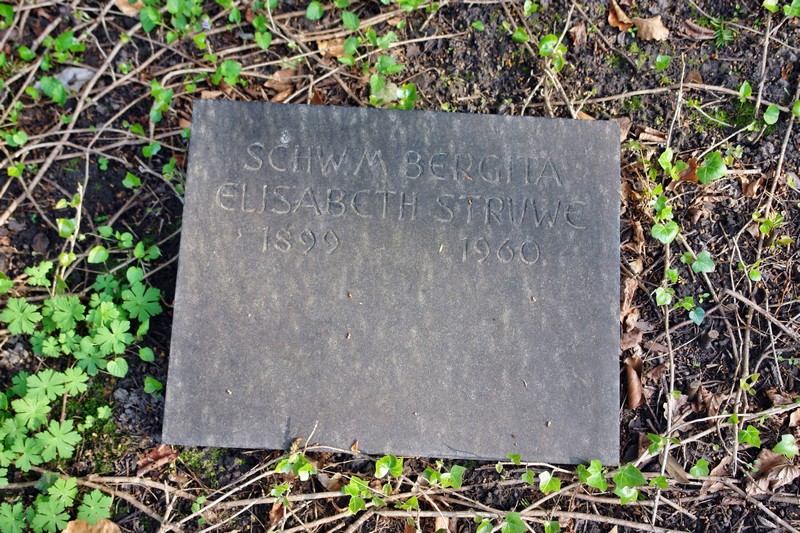 SCHW.M BERGITA
ELISABETH STRUWE
* 1899 1960